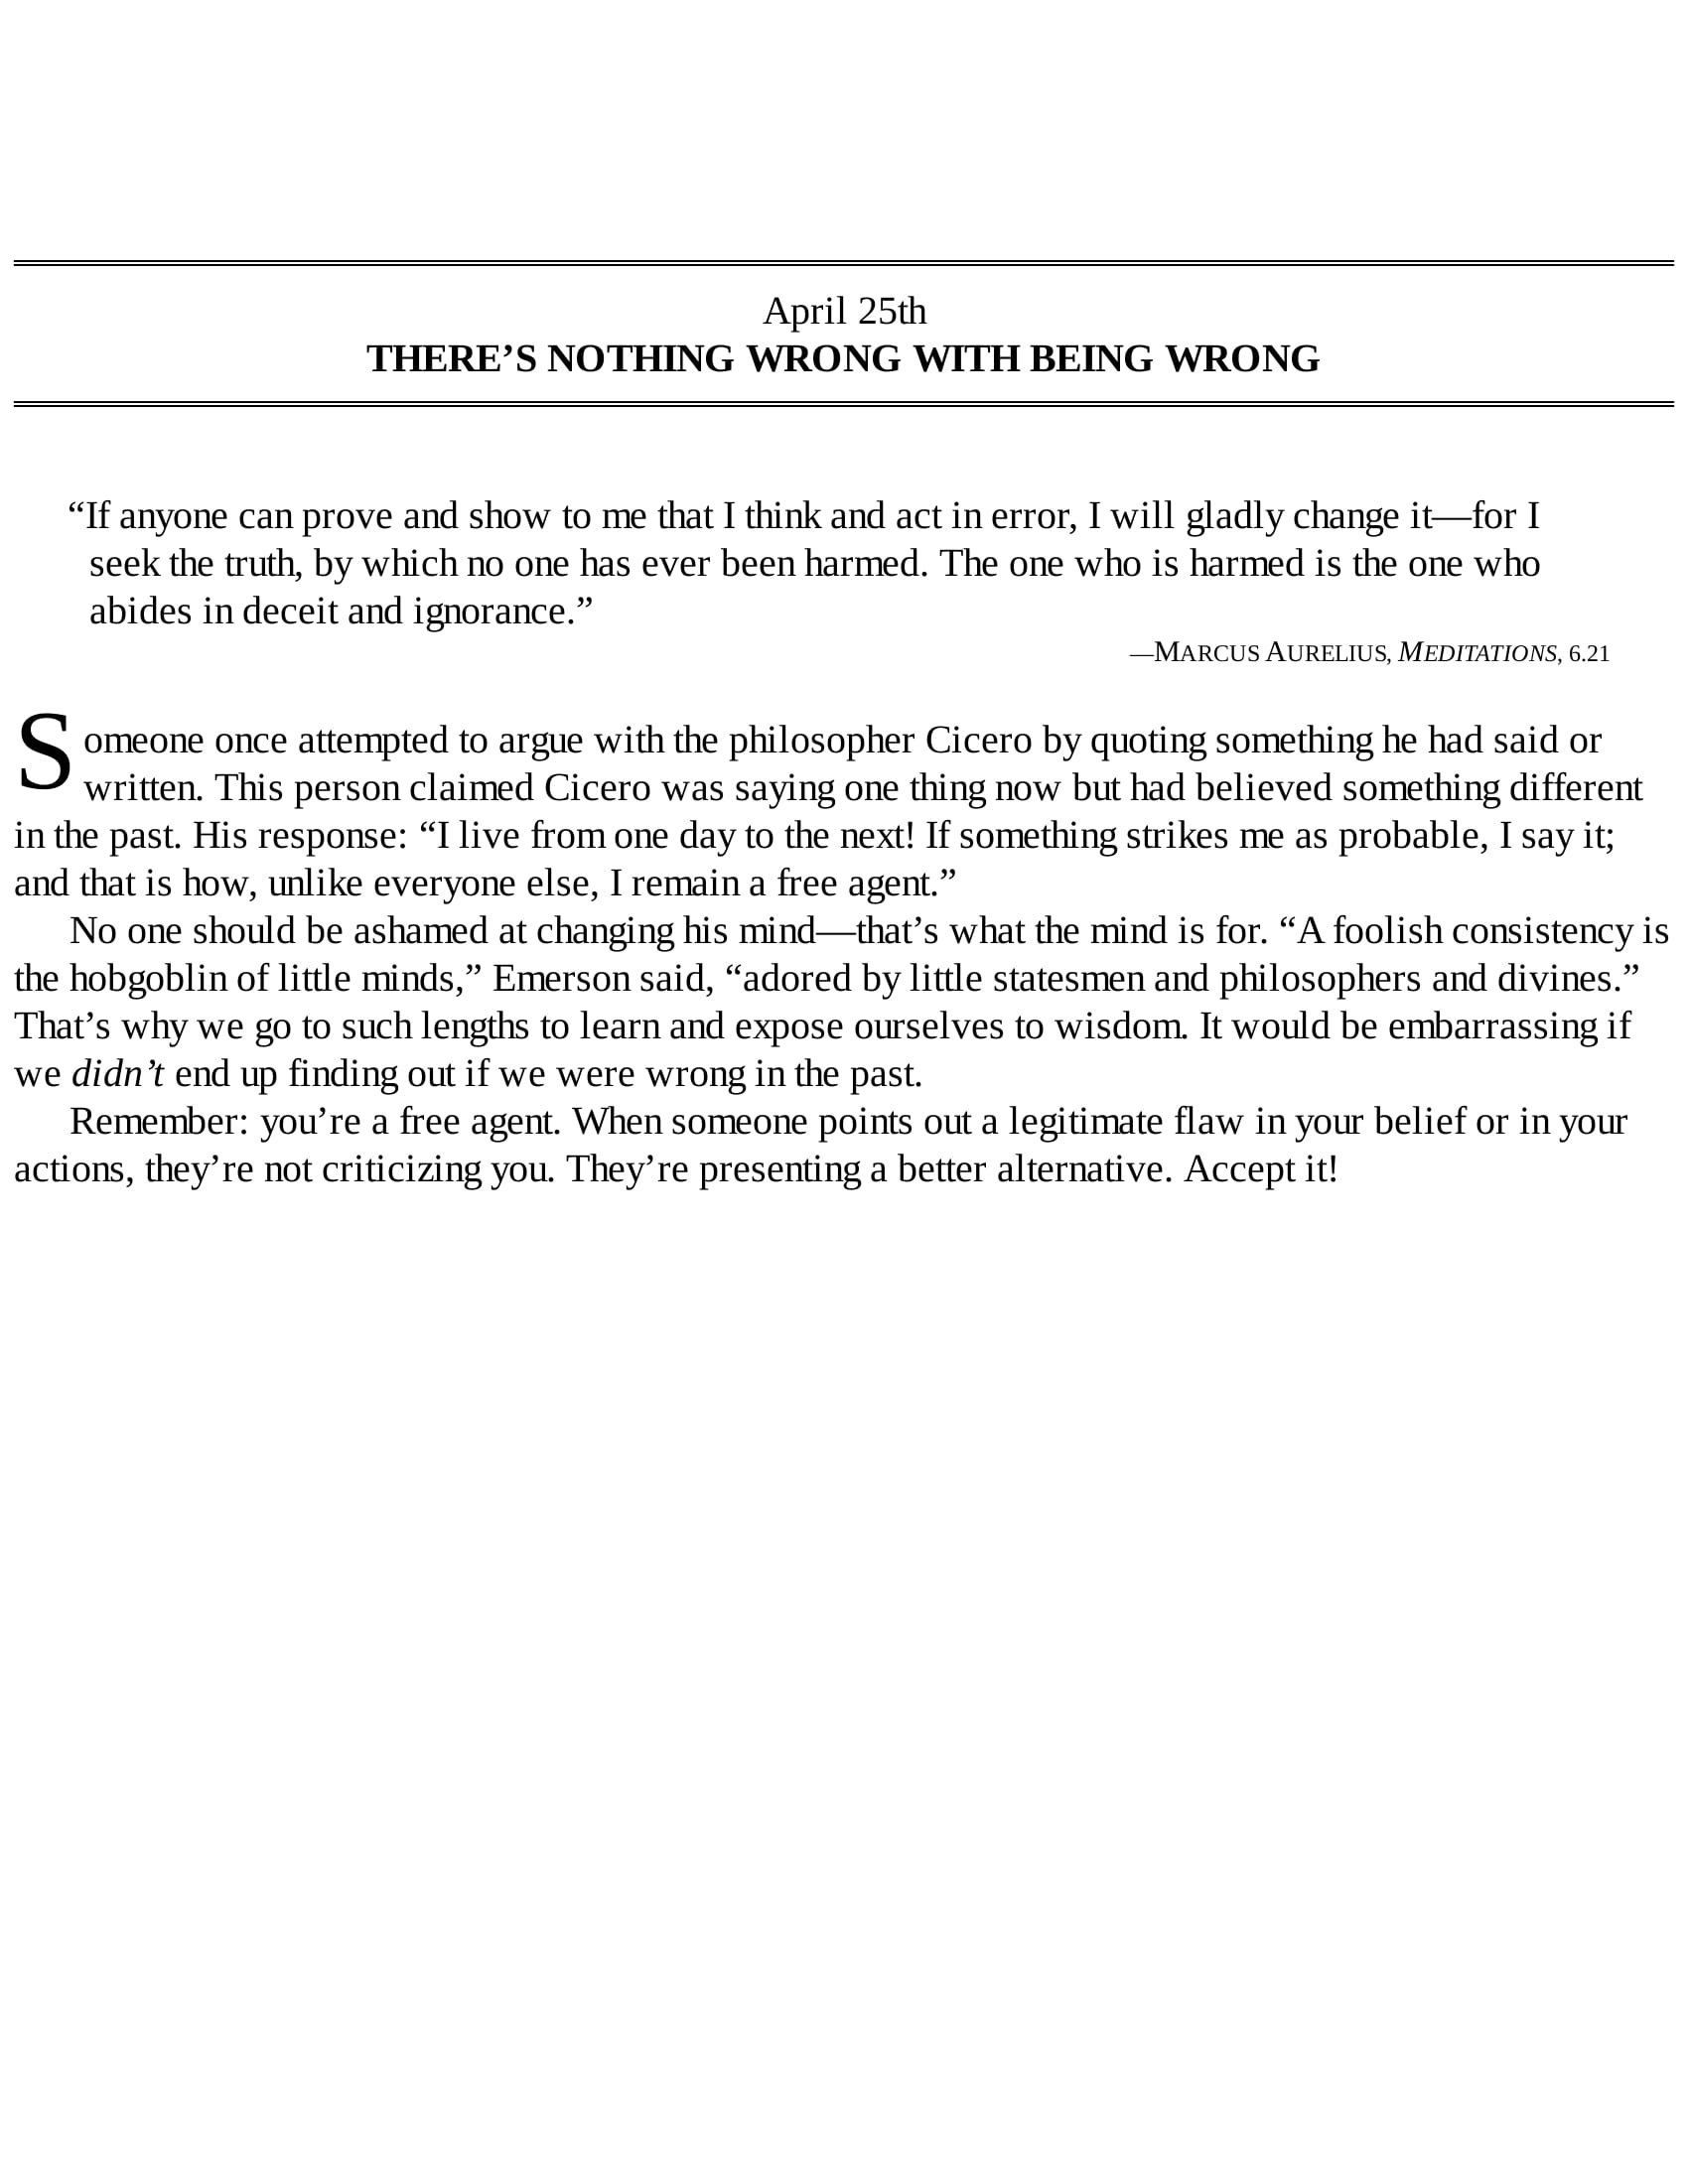 April 25th
THERE’S NOTHING WRONG WITH BEING WRONG
“If anyone can prove and show to me that I think and act in error, I will gladly change it—for I
seek the truth, by which no one has ever been harmed. The one who is harmed is the one who
abides in deceit and ignorance.”
—MARCUS AURELIUS, MEDITATIONS, 6.21
Someone once attempted to argue with the philosopher Cicero by quoting something he had said or
written. This person claimed Cicero was saying one thing now but had believed something different
in the past. His response: “I live from one day to the next! If something strikes me as probable, I say it;
and that is how, unlike everyone else, I remain a free agent.”
No one should be ashamed at changing his mind—that’s what the mind is for. “A foolish consistency is
the hobgoblin of little minds,” Emerson said, “adored by little statesmen and philosophers and divines.”
That’s why we go to such lengths to learn and expose ourselves to wisdom. It would be embarrassing if
we didn’t end up finding out if we were wrong in the past.
Remember: you’re a free agent. When someone points out a legitimate flaw in your belief or in your
actions, they’re not criticizing you. They’re presenting a better alternative. Accept it!